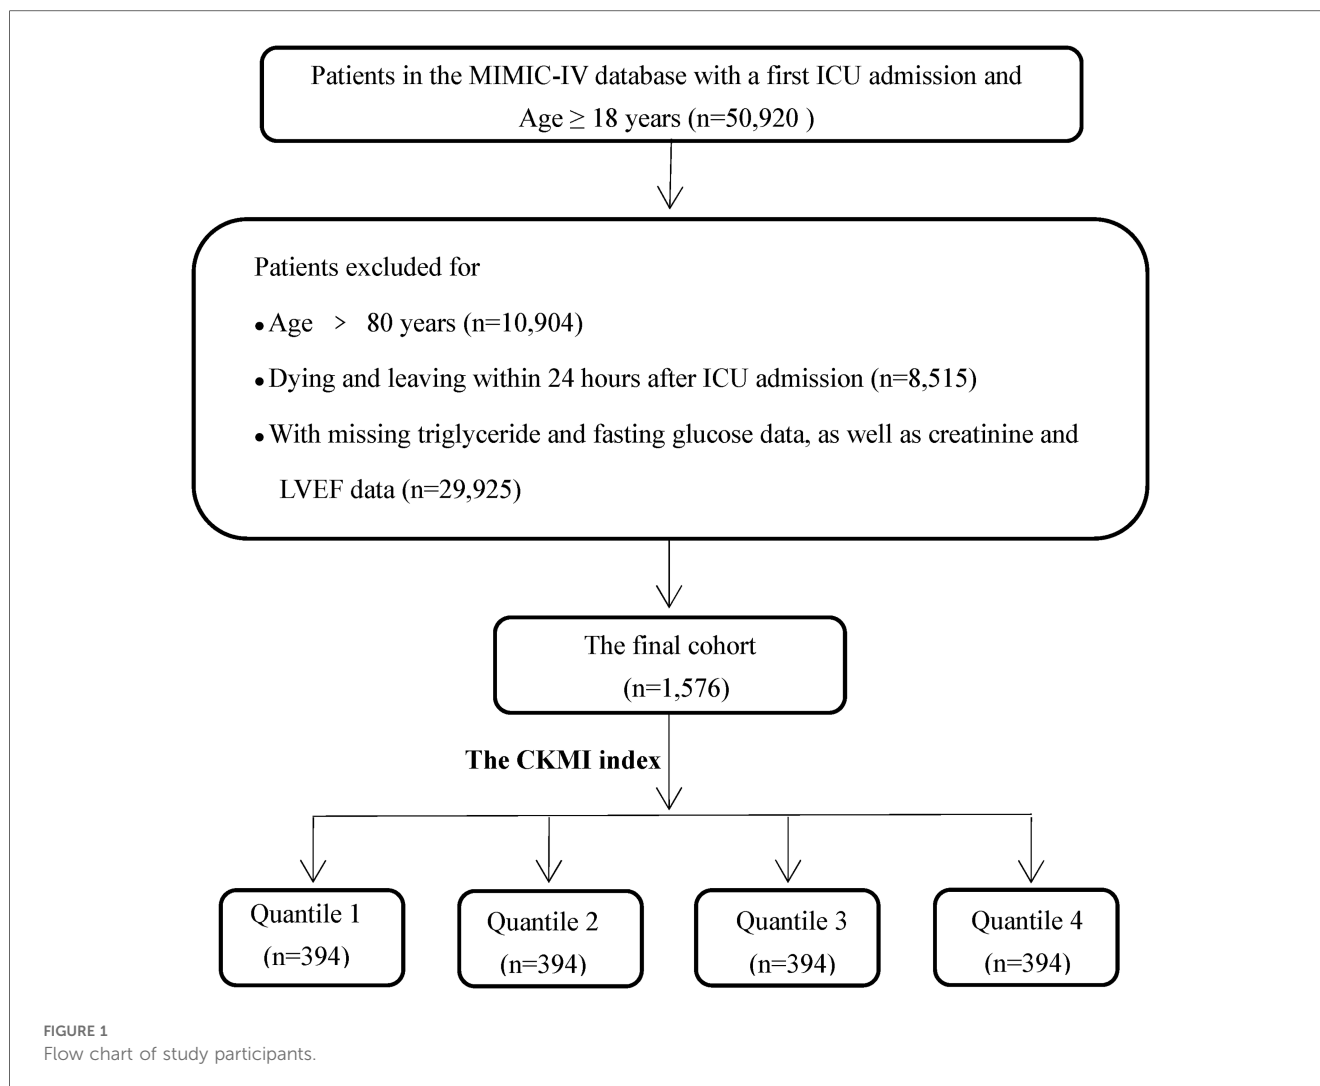 Patients in the MIMIC-IV database with a first ICU admission and
Age ≥ 18 years (n=50,920 )
Patients excluded for
• Age > 80 years (n=10,904)
• Dying and leaving within 24 hours after ICU admission (n=8,515)
• With missing triglyceride and fasting glucose data, as well as creatinine and
LVEF data (n=29,925)
The final cohort
(n=1,576)
The CKMI index
Quantile 1
(n=394)
Quantile 2
(n=394)
Quantile 3
(n=394)
Quantile 4
(n=394)
FIGURE 1
Flow chart of study participants.